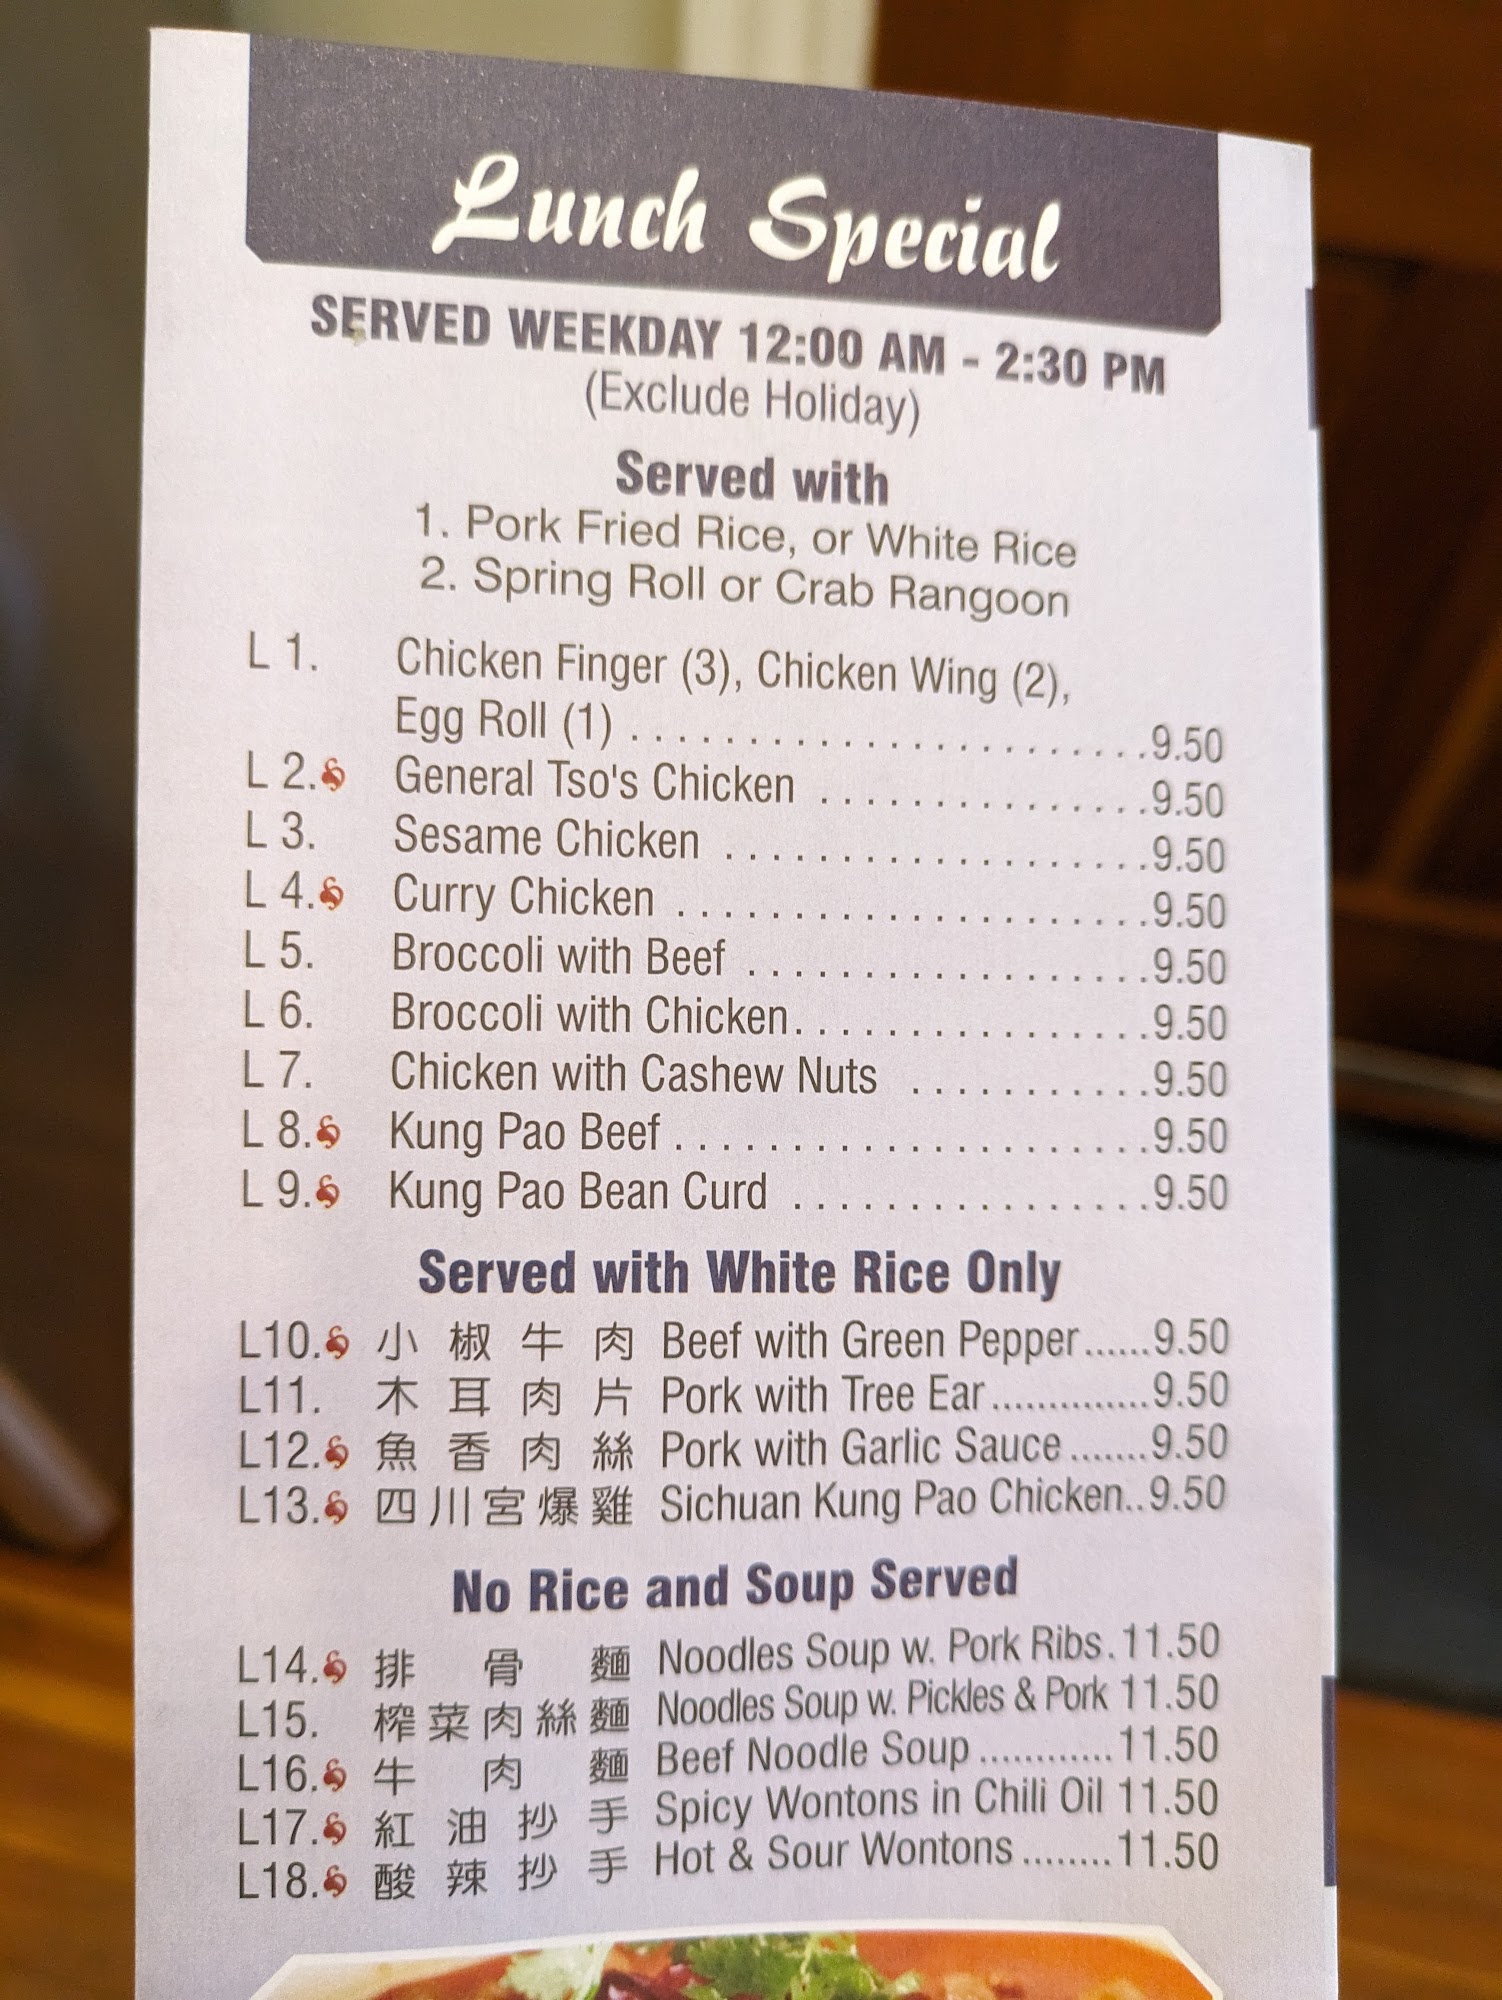 Lunch Special
SERVED WEEKDAY 12:00 AM - 2:30 PM
(Exclude Holiday)
Served with
1. Pork Fried Rice, or White Rice
2. Spring Roll or Crab Rangoon
L 1. Chicken Finger (3), Chicken Wing (2),
Egg Roll (1) . . . . . . . . . . . . . . . . . . . . . . . 9.50
L 2. General Tso's Chicken . . . . . . . . . . . . . . . 9.50
L 3. Sesame Chicken . . . . . . . . . . . . . . . . . . . 9.50
L 4. Curry Chicken . . . . . . . . . . . . . . . . . . . . . 9.50
L 5. Broccoli with Beef . . . . . . . . . . . . . . . . . . 9.50
L 6. Broccoli with Chicken. . . . . . . . . . . . . . . . 9.50
L 7. Chicken with Cashew Nuts . . . . . . . . . . . 9.50
L 8. Kung Pao Beef . . . . . . . . . . . . . . . . . . . . . 9.50
L 9. Kung Pao Bean Curd . . . . . . . . . . . . . . . . 9.50
Served with White Rice Only
L10. 小椒牛肉 Beef with Green Pepper......9.50
L11. 木耳肉片 Pork with Tree Ear..............9.50
L12. 魚香肉絲 Pork with Garlic Sauce.......9.50
L13. 四川宮爆雞 Sichuan Kung Pao Chicken..9.50
No Rice and Soup Served
L14. 排骨麵 Noodles Soup w. Pork Ribs.11.50
L15. 榨菜肉絲麵 Noodles Soup w. Pickles & Pork 11.50
L16. 牛肉麵 Beef Noodle Soup............11.50
L17. 紅油抄手 Spicy Wontons in Chili Oil 11.50
L18. 酸辣抄手 Hot & Sour Wontons........11.50